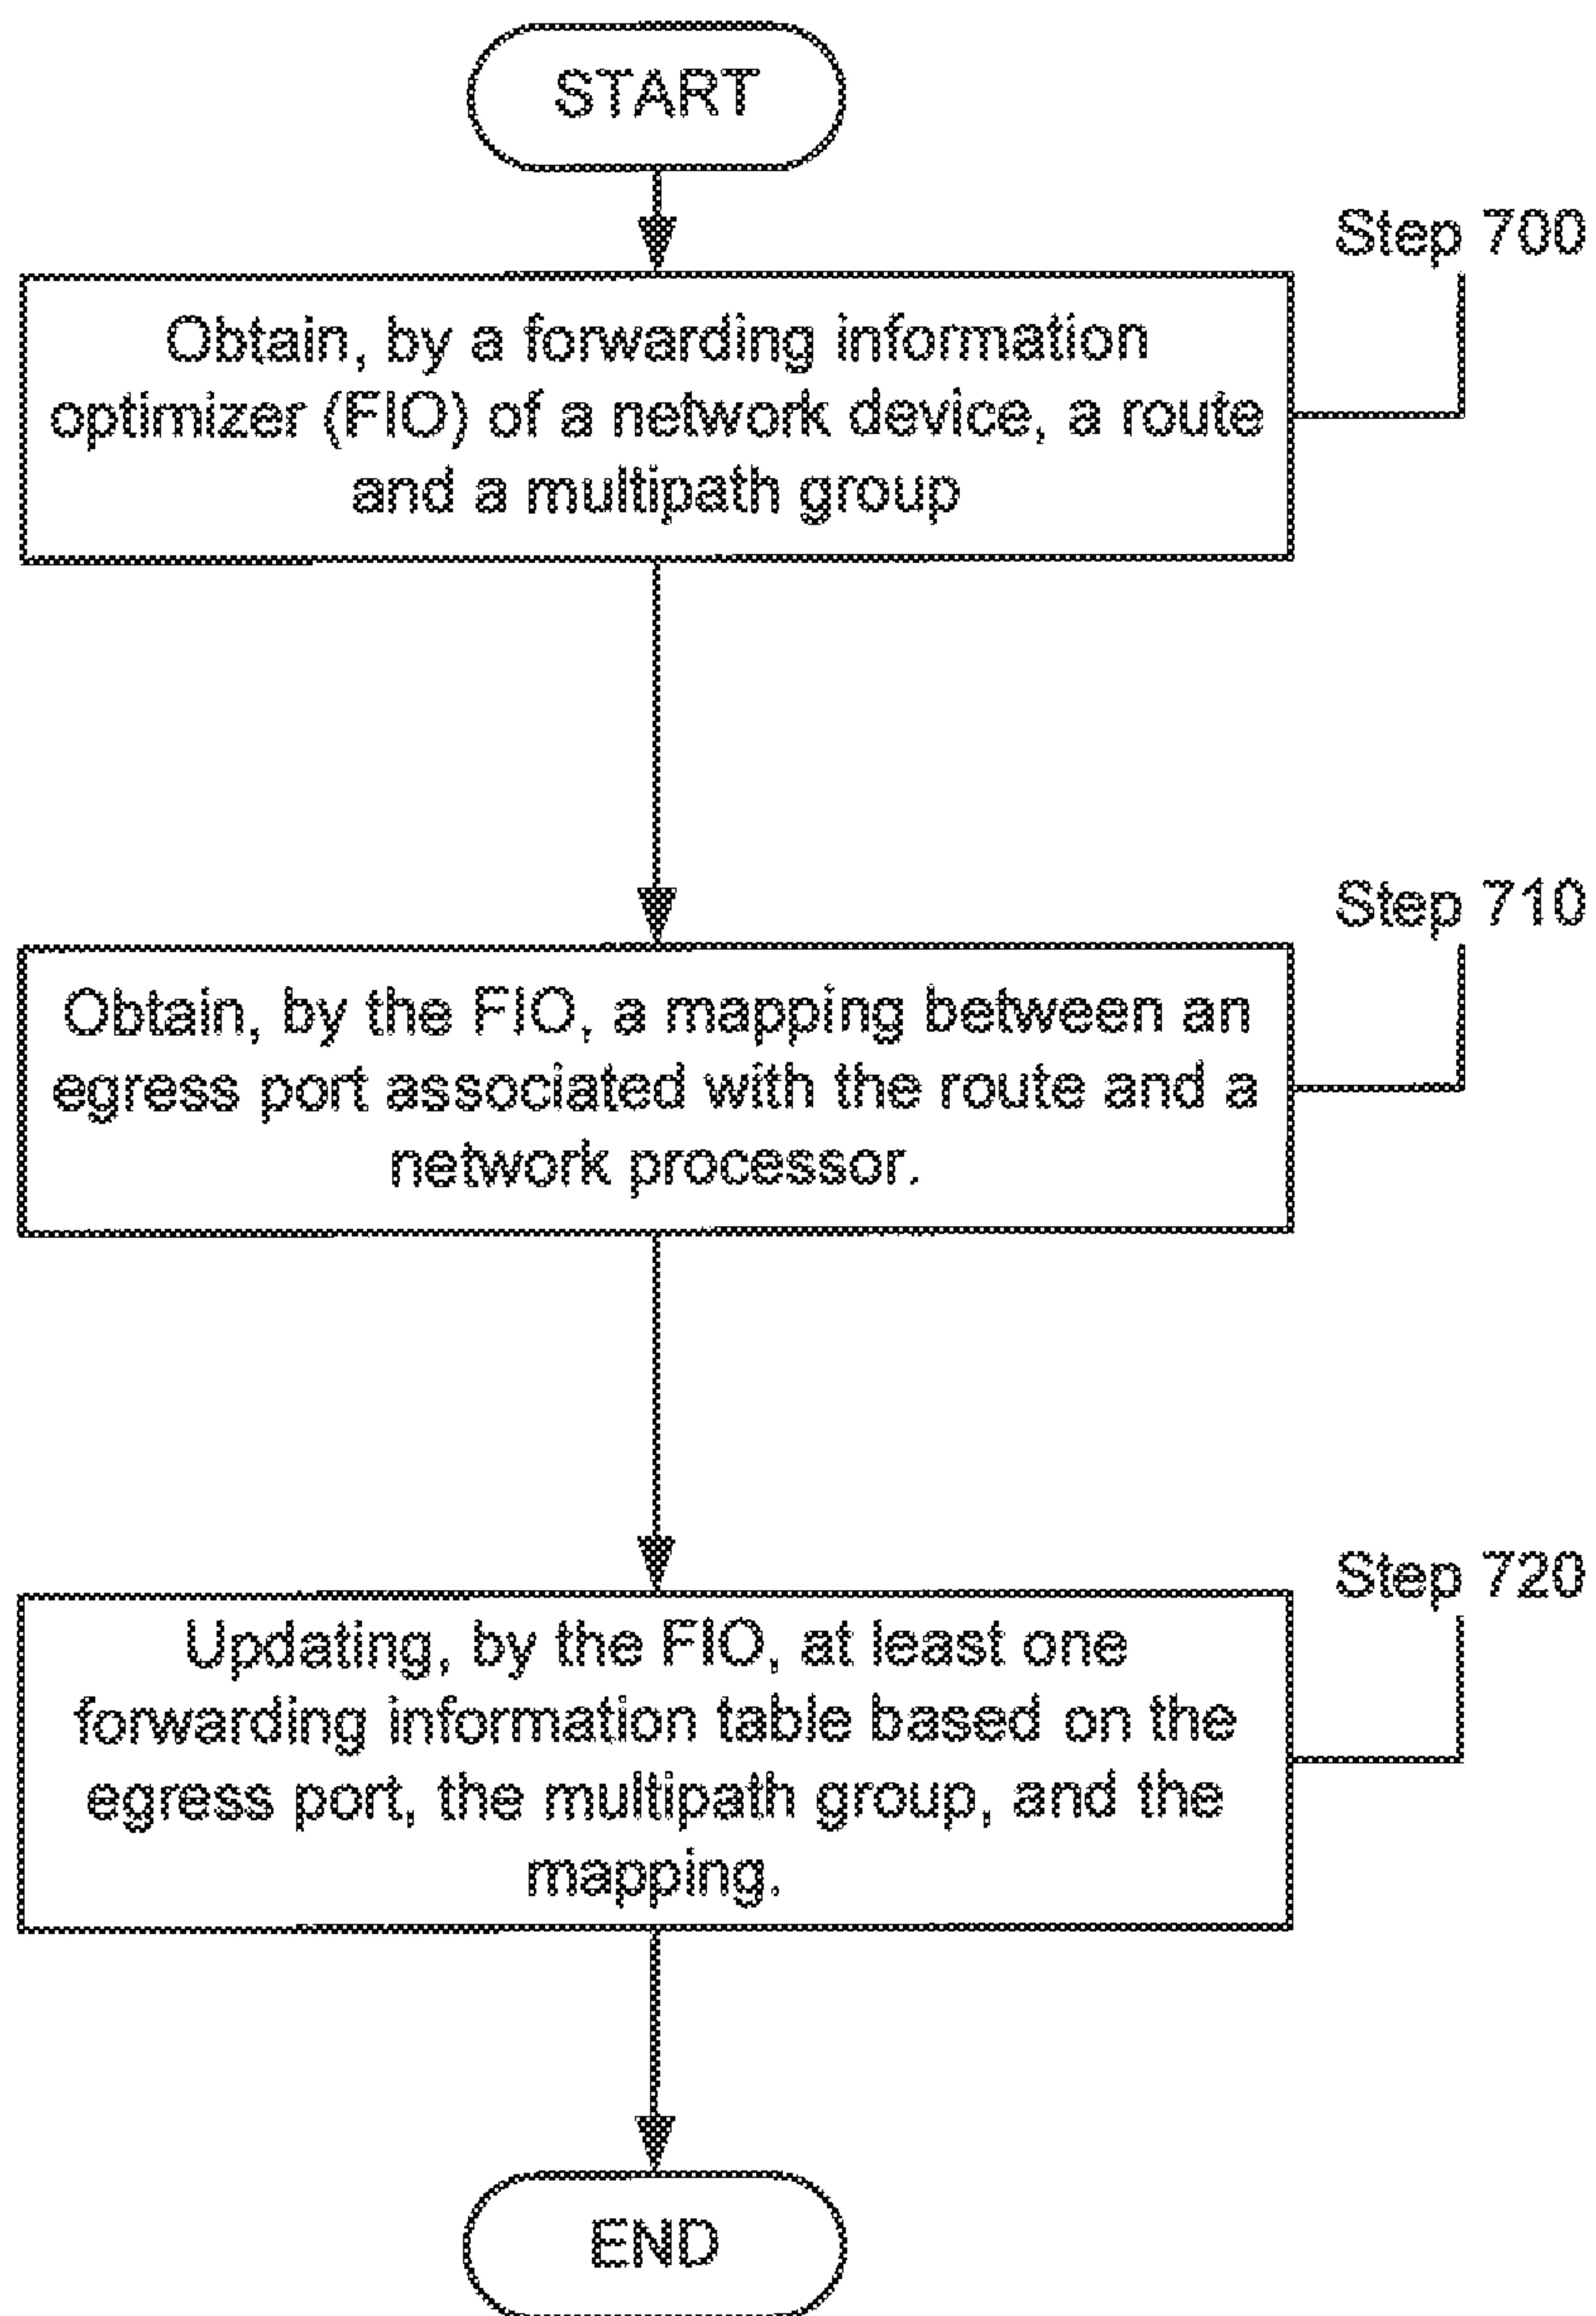 START
Step 700
Obtain, by a forwarding information
optimizer (FIO) of a network device, a route
and a multipath group
Step 710
Obtain, by the FIO, a mapping between an
egress port associated with the route and a
network processor.
Step 720
Updating, by the FIO, at least one
forwarding information table based on the
egress port, the multipath group, and the
mapping.
END